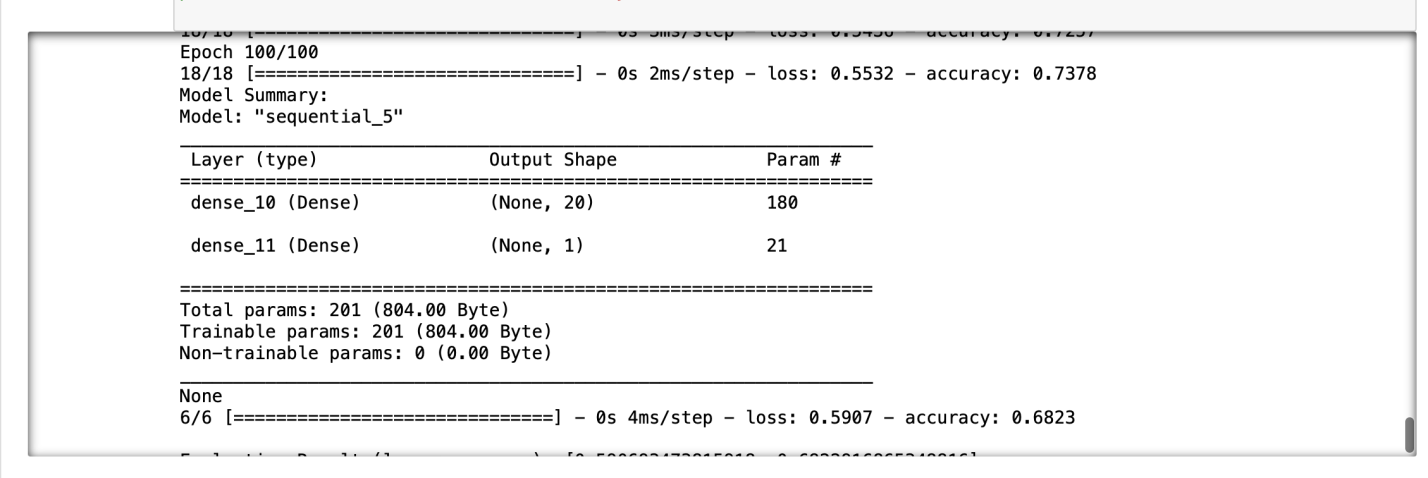 Epoch 100/100
18/18 [==============================] - 0s 2ms/step - loss: 0.5532 - accuracy: 0.7378
Model Summary:
Model: "sequential_5"
_________________________________________________________________
Layer (type) Output Shape Param #
=================================================================
dense_10 (Dense) (None, 20) 180
dense_11 (Dense) (None, 1) 21
=================================================================
Total params: 201 (804.00 Byte)
Trainable params: 201 (804.00 Byte)
Non-trainable params: 0 (0.00 Byte)
_________________________________________________________________
None
6/6 [==============================] - 0s 4ms/step - loss: 0.5907 - accuracy: 0.6823